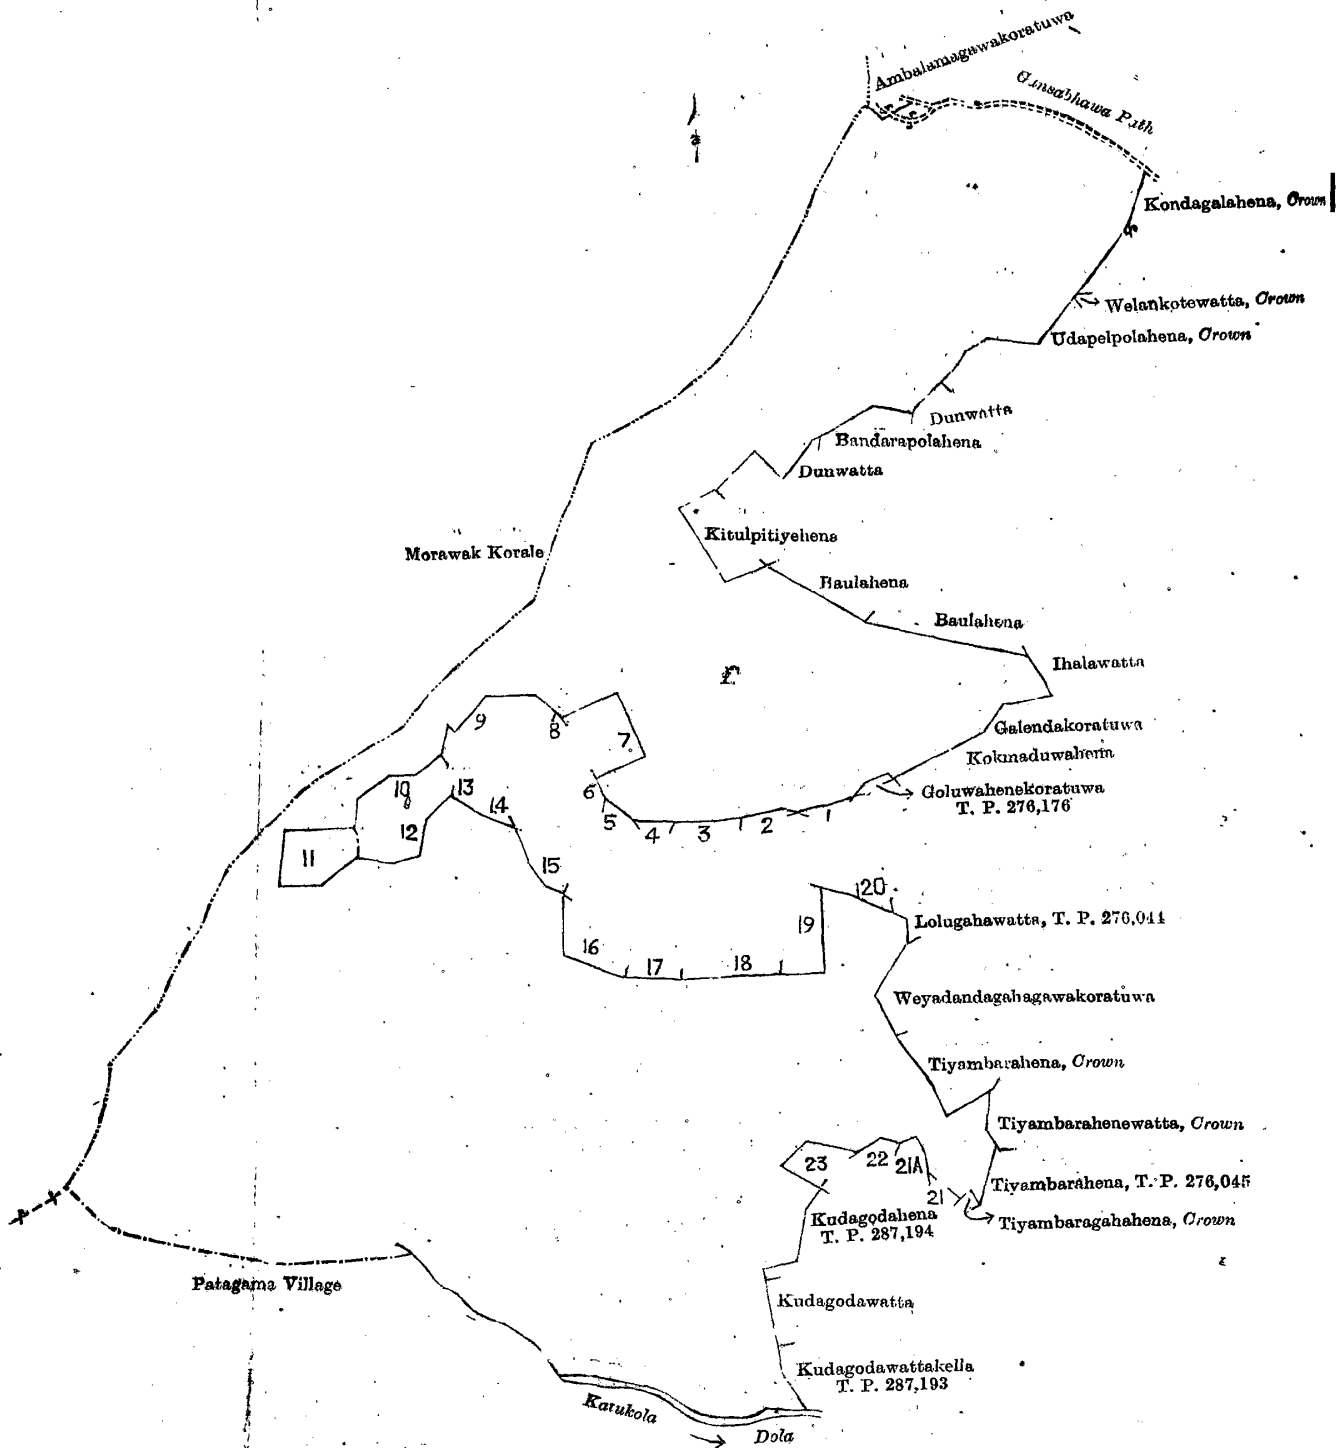 Ambalamagawakoratuwa
Gansabhawa Path
Kondagalahena, Crown
Welankotewatta, Crown
Udapelpolahena, Crown
Dunwatta
Bandarapolahena
Dunwatta
Kitulpitiyehena
Morawak Korale
Baulahena
Baulahena
Ihalawatta
Galendakoratuwa
Kokmaduwahena
Goluwahenekoratuwa
T. P. 276,176
9
8
7
10
13
6
14
5
4
3
2
1
12
11
15
20
19
Lolugahawatta, T. P. 276,044
16
17
18
Weyadandagahagawakoratuwa
Tiyambarahena, Crown
Tiyambarahenewatta, Crown
23
22
21A
21
Tiyambarahena, T. P. 276,045
Kudagodahena
T. P. 287,194
Tiyambaragahahena, Crown
Patagama Village
Kudagodawatta
Kudagodawattakella
T. P. 287,193
Katukola
Dola